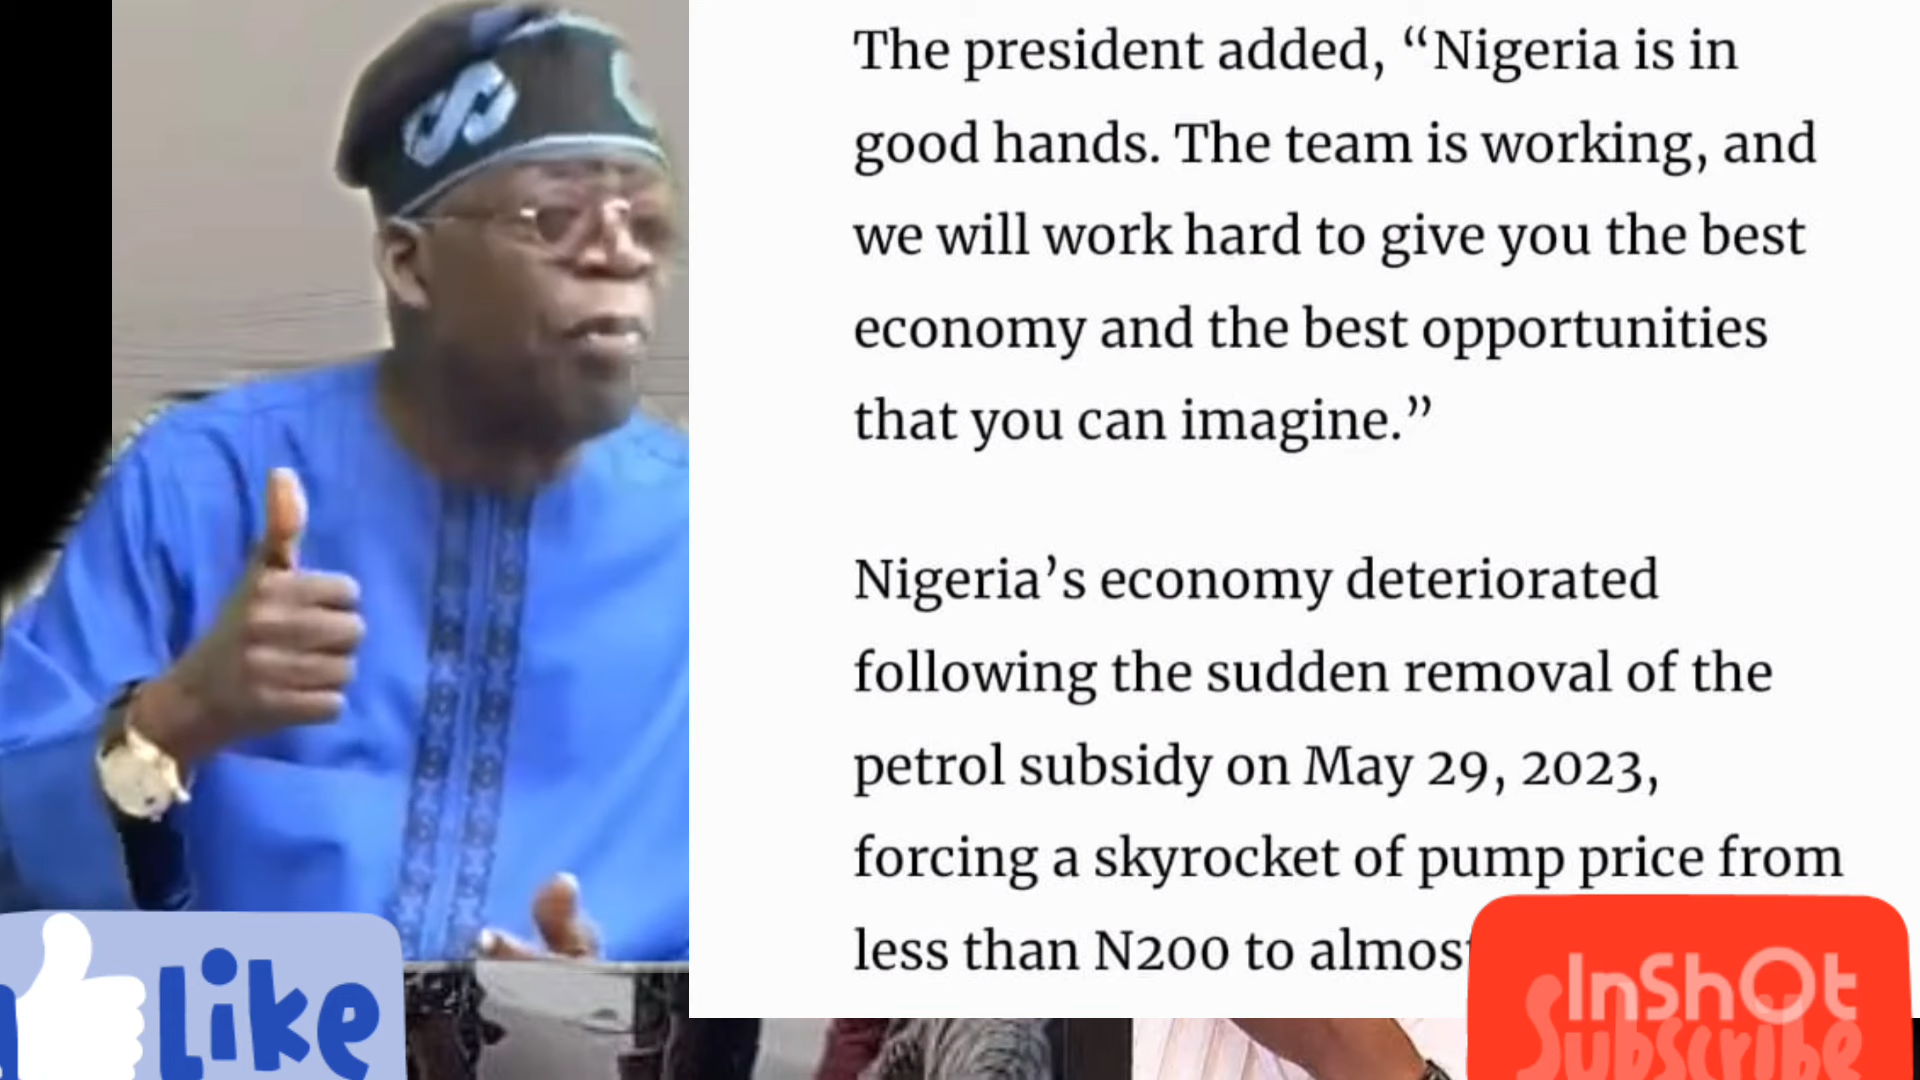 The president added, “Nigeria is in
good hands. The team is working, and
we will work hard to give you the best
economy and the best opportunities
that you can imagine.”
Nigeria’s economy deteriorated
following the sudden removal of the
petrol subsidy on May 29, 2023,
forcing a skyrocket of pump price from
less than N200 to almost
Like
InShOt
Subscribe